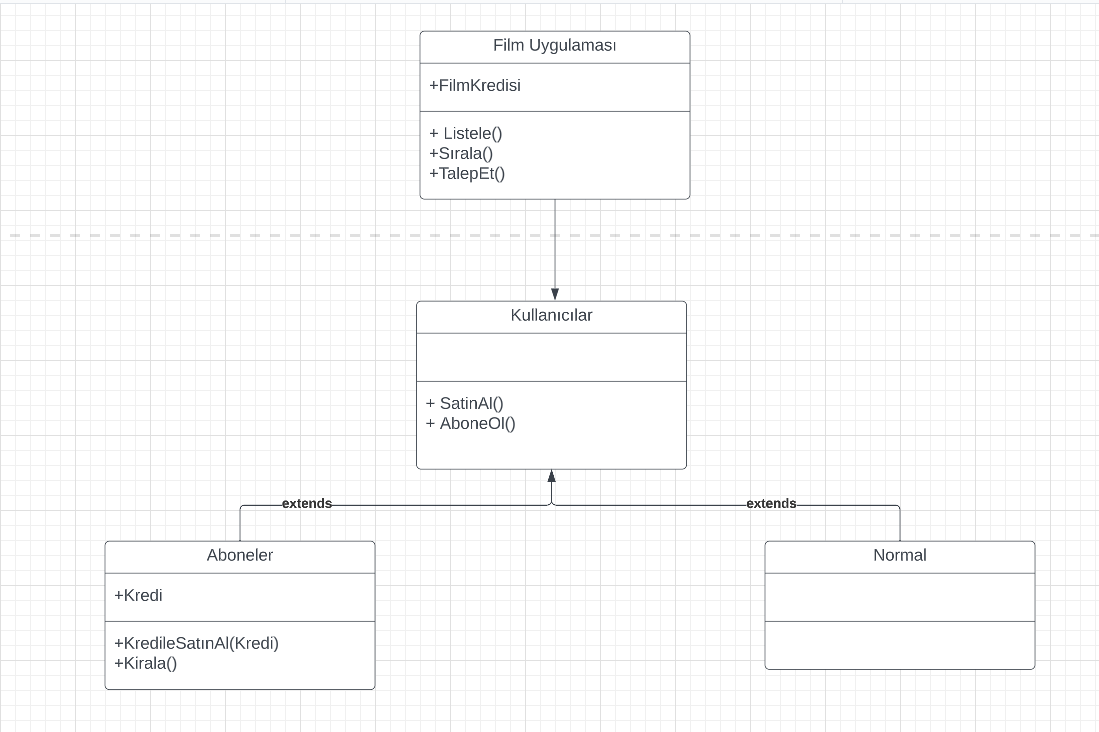 Film Uygulaması
+FilmKredisi
+ Listele()
+Sırala()
+TalepEt()
Kullanıcılar
+ SatinAl()
+ AboneOl()
extends
extends
Aboneler
+Kredi
+KredileSatınAl(Kredi)
+Kirala()
Normal